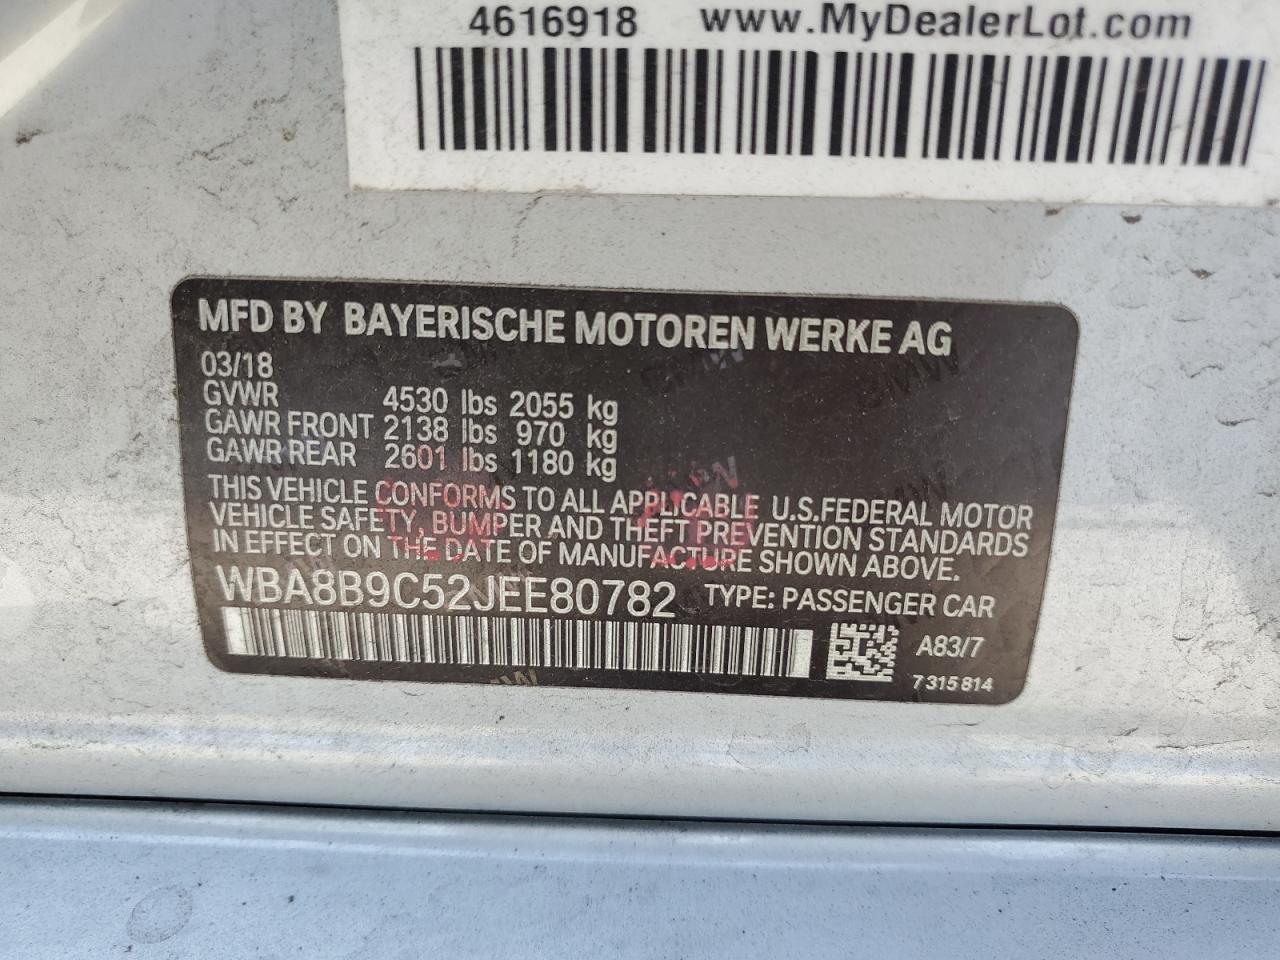 4616918 www.MyDealerLot.com
MFD BY BAYERISCHE MOTOREN WERKE AG
03/18
GVWR 4530 lbs 2055 kg
GAWR FRONT 2138 lbs 970 kg
GAWR REAR 2601 lbs 1180 kg
THIS VEHICLE CONFORMS TO ALL APPLICABLE U.S.FEDERAL MOTOR
VEHICLE SAFETY, BUMPER AND THEFT PREVENTION STANDARDS
IN EFFECT ON THE DATE OF MANUFACTURE SHOWN ABOVE.
WBA8B9C52JEE80782 TYPE: PASSENGER CAR
A83/7
7 315 814